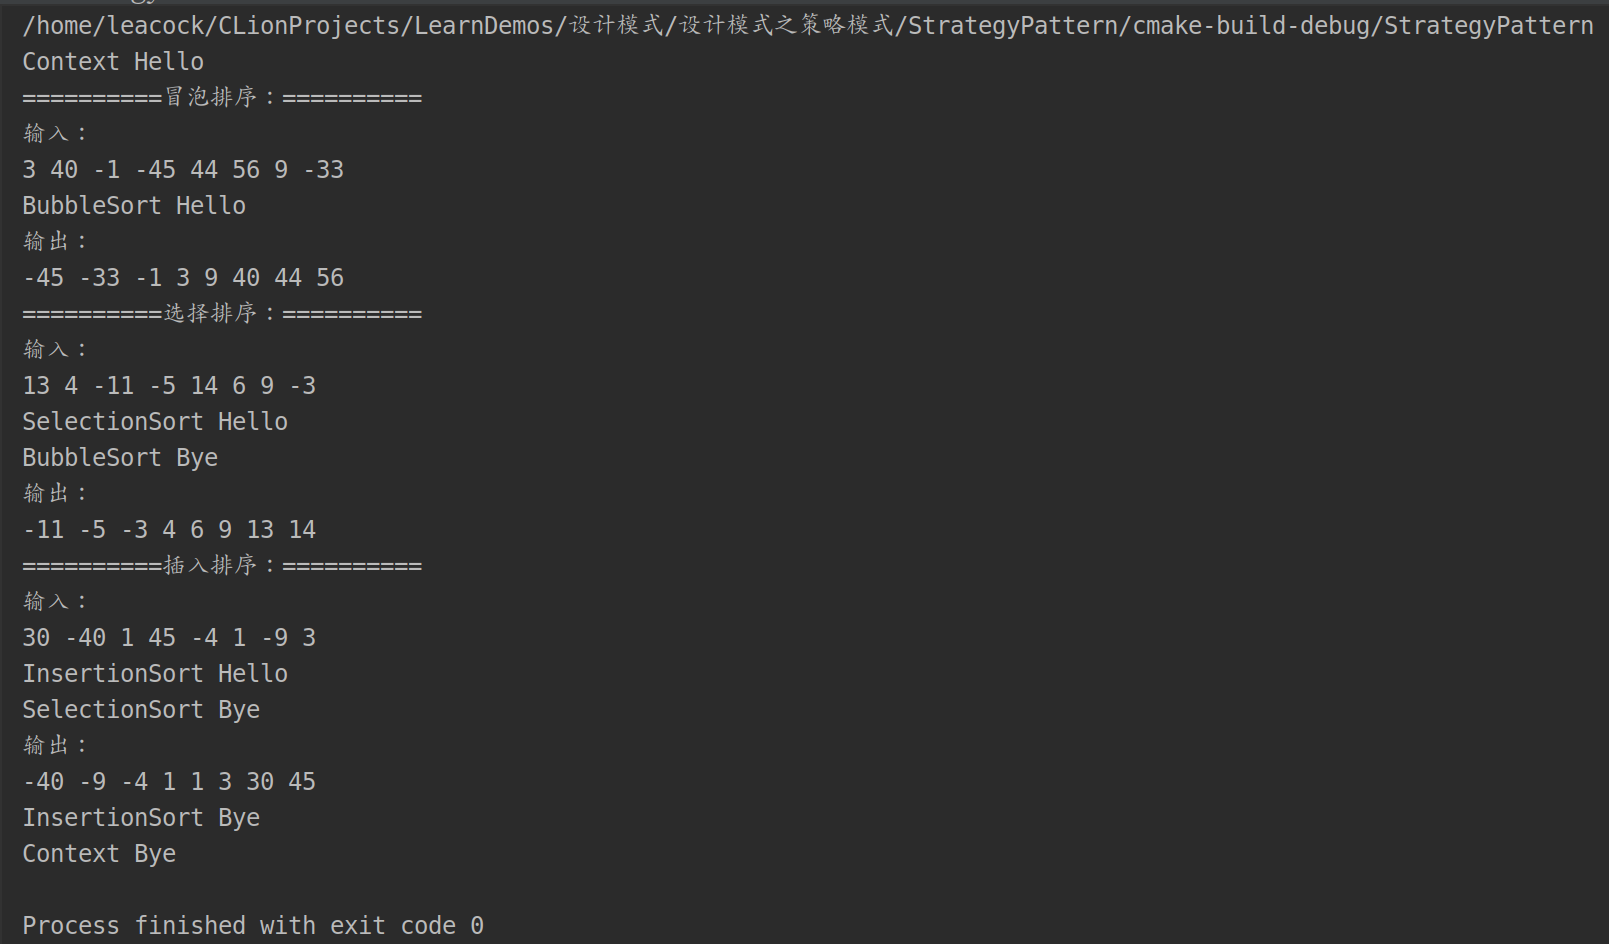 /home/leacock/CLionProjects/LearnDemos/设计模式/设计模式之策略模式/StrategyPattern/cmake-build-debug/StrategyPattern
Context Hello
==========冒泡排序：==========
输入：
3 40 -1 -45 44 56 9 -33
BubbleSort Hello
输出：
-45 -33 -1 3 9 40 44 56
==========选择排序：==========
输入：
13 4 -11 -5 14 6 9 -3
SelectionSort Hello
BubbleSort Bye
输出：
-11 -5 -3 4 6 9 13 14
==========插入排序：==========
输入：
30 -40 1 45 -4 1 -9 3
InsertionSort Hello
SelectionSort Bye
输出：
-40 -9 -4 1 1 3 30 45
InsertionSort Bye
Context Bye
Process finished with exit code 0